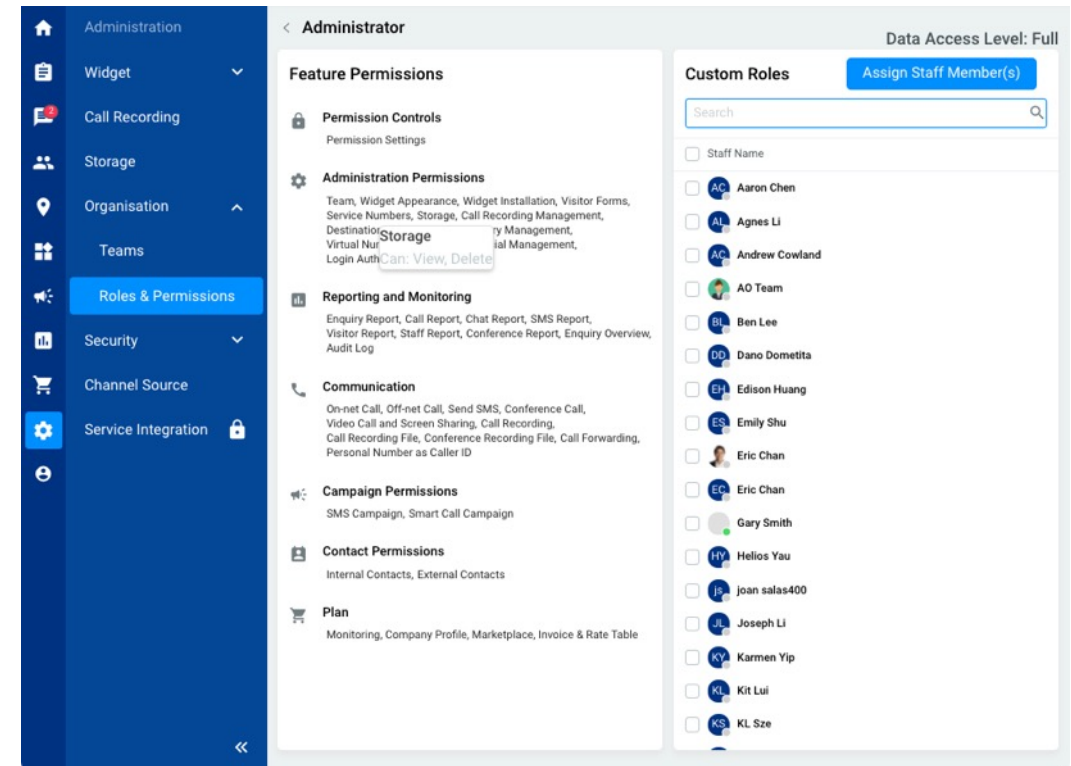 Administration
Widget
2
Call Recording
Storage
Organisation
Teams
Roles & Permissions
Security
Channel Source
Service Integration
Administrator
Data Access Level: Full
Feature Permissions
Permission Controls
Permission Settings
Administration Permissions
Team, Widget Appearance, Widget Installation, Visitor Forms,
Service Numbers, Storage, Call Recording Management,
Destination ry Management,
Virtual Nu ial Management,
Login Auth
Storage
Can: View, Delete
Reporting and Monitoring
Enquiry Report, Call Report, Chat Report, SMS Report,
Visitor Report, Staff Report, Conference Report, Enquiry Overview,
Audit Log
Communication
On-net Call, Off-net Call, Send SMS, Conference Call,
Video Call and Screen Sharing, Call Recording,
Call Recording File, Conference Recording File, Call Forwarding,
Personal Number as Caller ID
Campaign Permissions
SMS Campaign, Smart Call Campaign
Contact Permissions
Internal Contacts, External Contacts
Plan
Monitoring, Company Profile, Marketplace, Invoice & Rate Table
Custom Roles
Assign Staff Member(s)
Search
Staff Name
AC Aaron Chen
AL Agnes Li
AC Andrew Cowland
AO Team
BL Ben Lee
DD Dano Dometita
EH Edison Huang
ES Emily Shu
Eric Chan
EC Eric Chan
Gary Smith
HY Helios Yau
js joan salas400
JL Joseph Li
KY Karmen Yip
KL Kit Lui
KS KL Sze